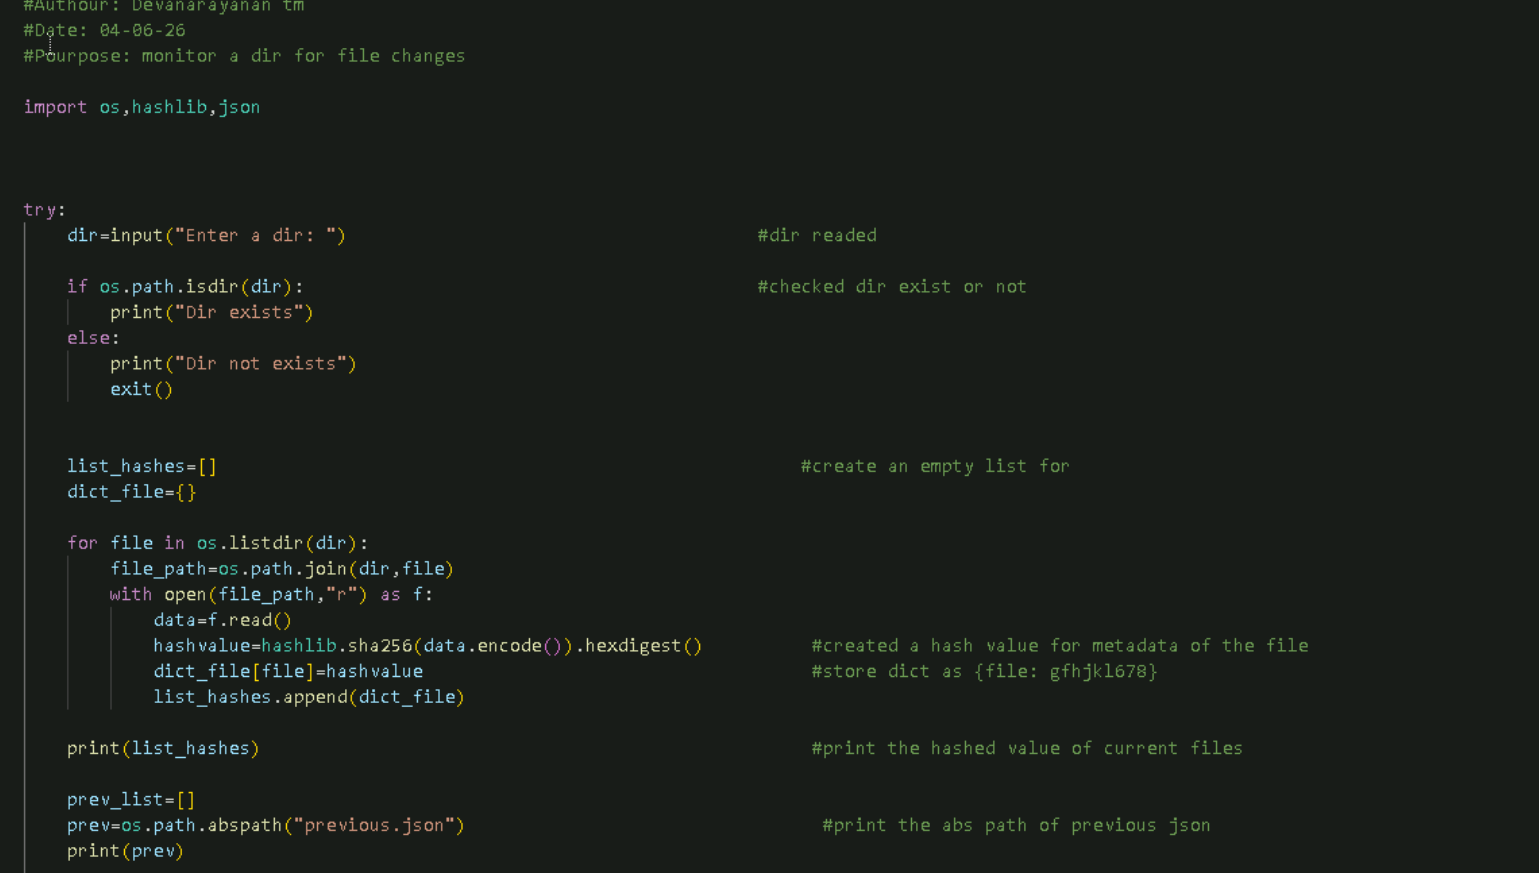 #Authour: Devanarayanan tm
#Date: 04-06-26
#Pourpose: monitor a dir for file changes
import os,hashlib,json
try:
dir=input("Enter a dir: ") #dir readed
if os.path.isdir(dir): #checked dir exist or not
print("Dir exists")
else:
print("Dir not exists")
exit()
list_hashes=[] #create an empty list for
dict_file={}
for file in os.listdir(dir):
file_path=os.path.join(dir,file)
with open(file_path,"r") as f:
data=f.read()
hashvalue=hashlib.sha256(data.encode()).hexdigest() #created a hash value for metadata of the file
dict_file[file]=hashvalue #store dict as {file: gfhjkl678}
list_hashes.append(dict_file)
print(list_hashes) #print the hashed value of current files
prev_list=[]
prev=os.path.abspath("previous.json") #print the abs path of previous json
print(prev)